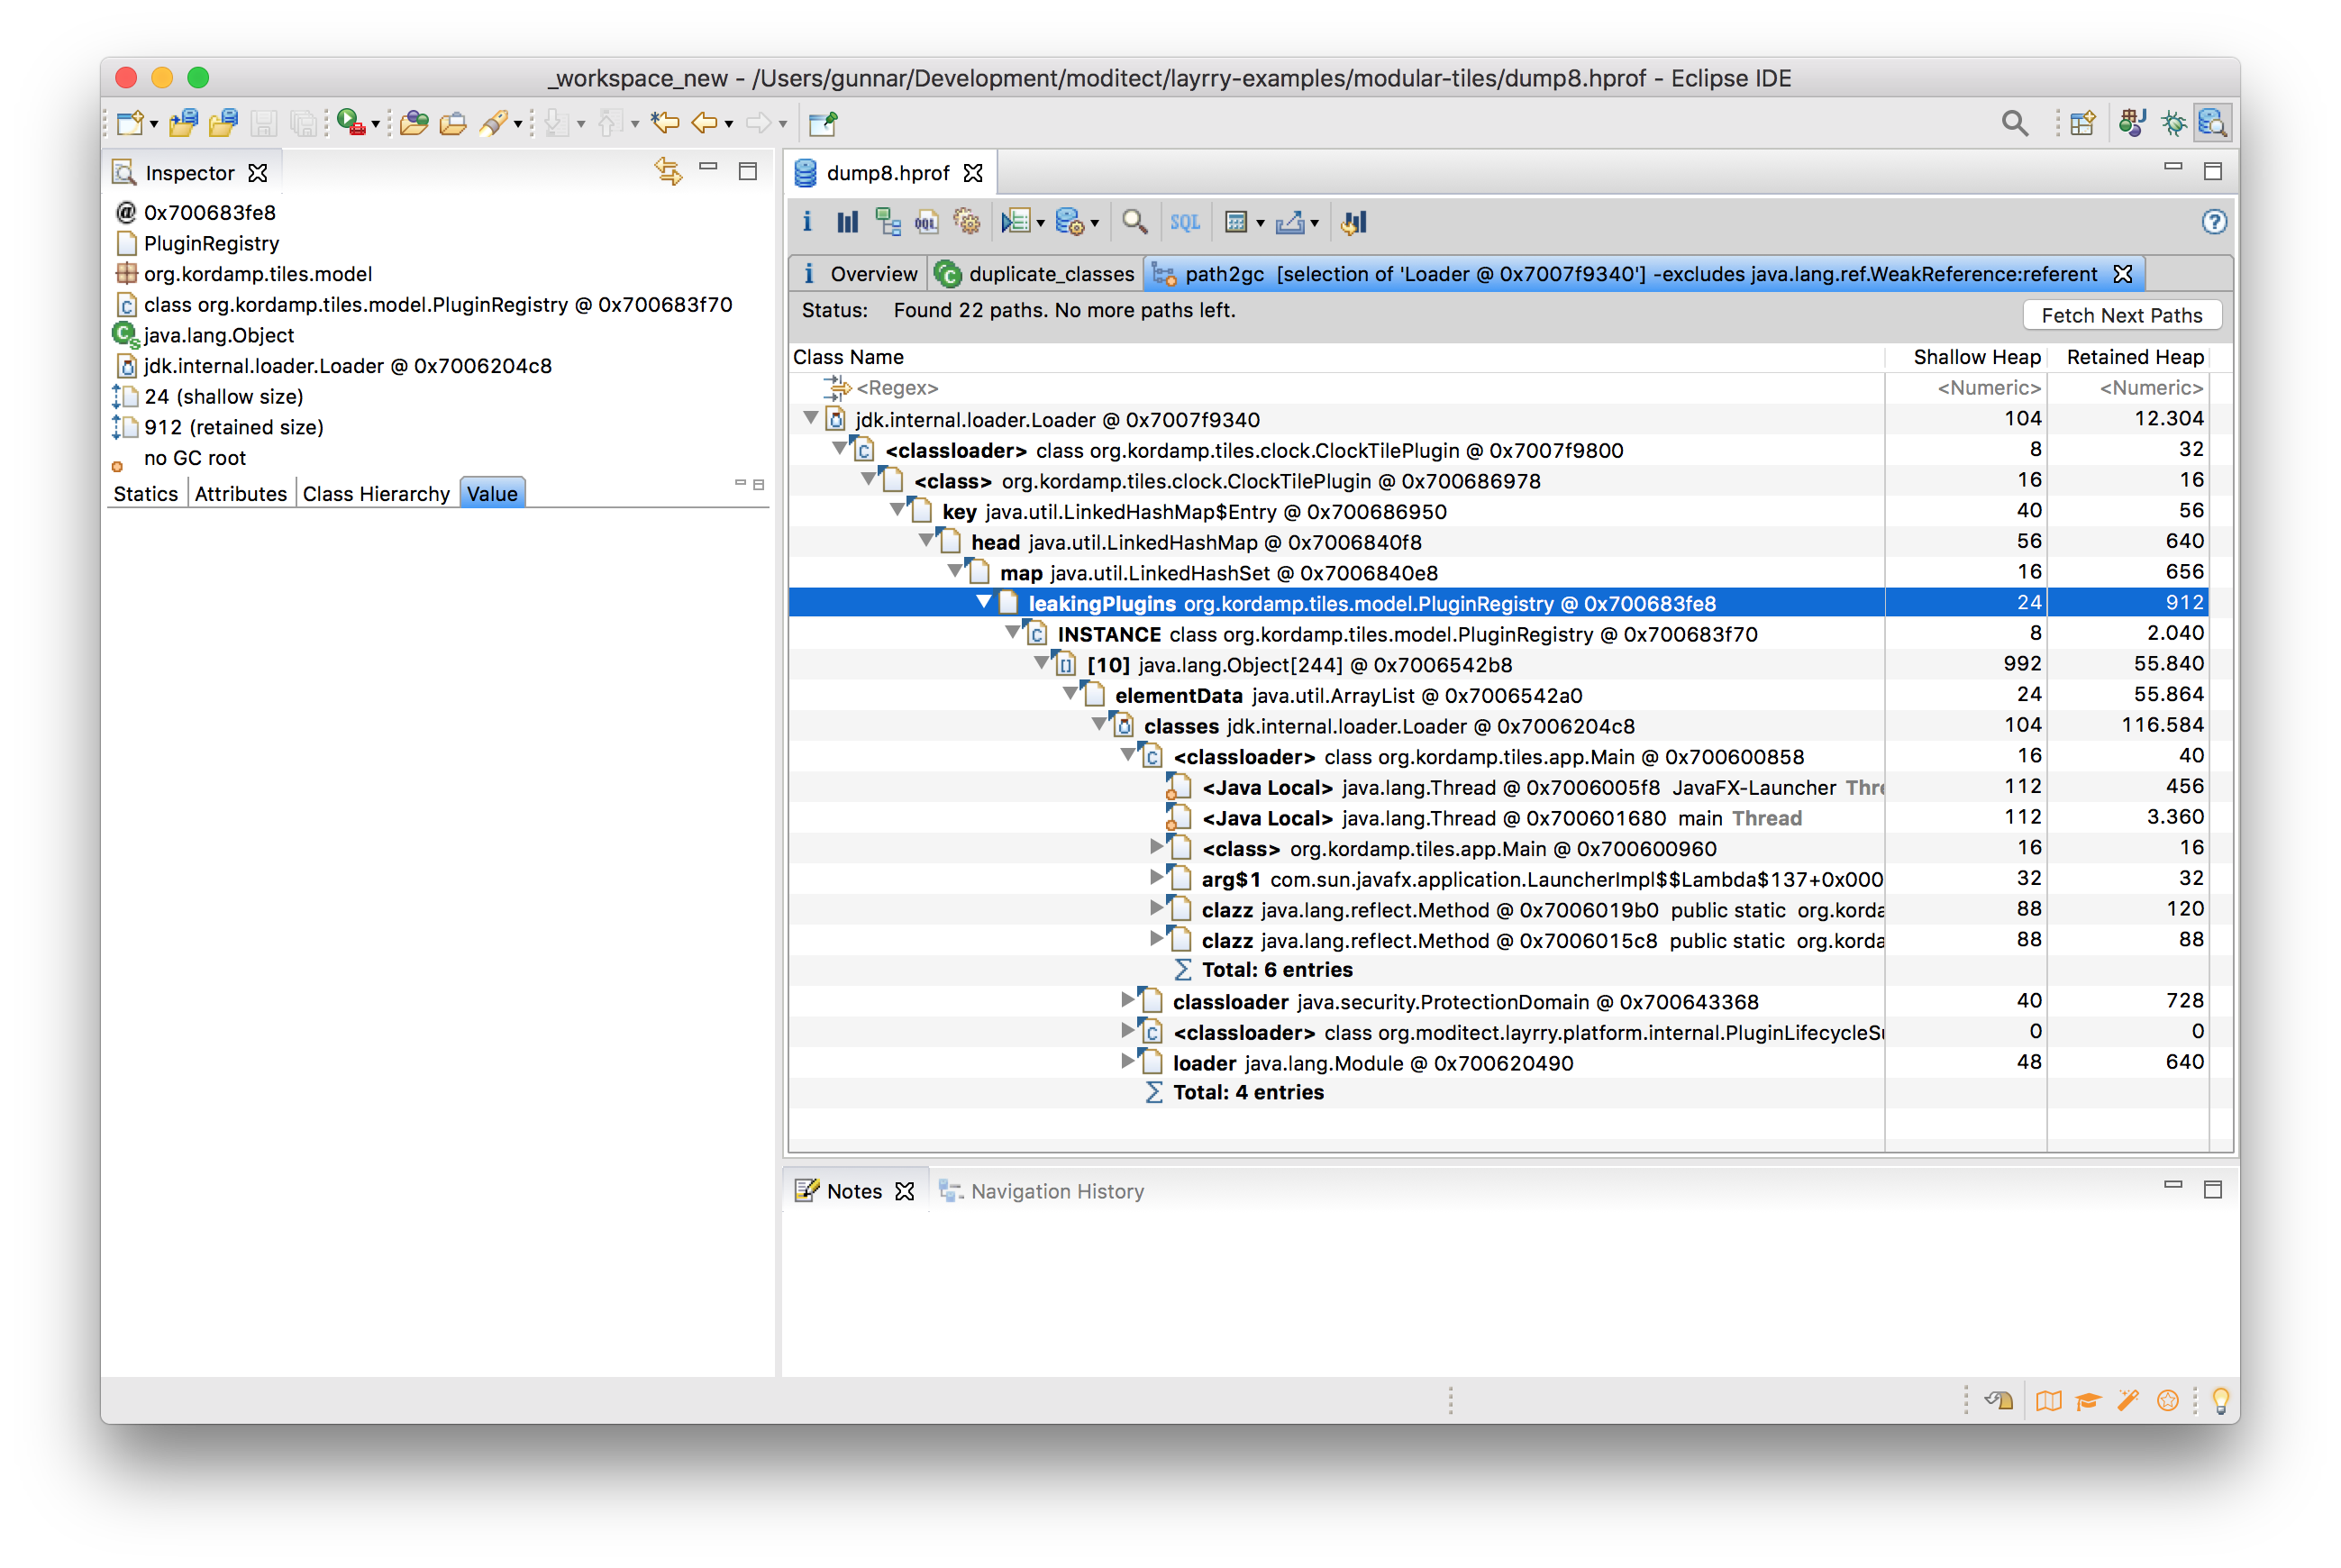 _workspace_new - /Users/gunnar/Development/moditect/layrry-examples/modular-tiles/dump8.hprof - Eclipse IDE
Inspector
@ 0x700683fe8
PluginRegistry
org.kordamp.tiles.model
class org.kordamp.tiles.model.PluginRegistry @ 0x700683f70
java.lang.Object
jdk.internal.loader.Loader @ 0x7006204c8
24 (shallow size)
912 (retained size)
no GC root
Statics Attributes Class Hierarchy Value
dump8.hprof
i OQL SQL ?
i Overview duplicate_classes path2gc [selection of 'Loader @ 0x7007f9340'] -excludes java.lang.ref.WeakReference:referent
Status: Found 22 paths. No more paths left. Fetch Next Paths
Class Name Shallow Heap Retained Heap
<Regex> <Numeric> <Numeric>
jdk.internal.loader.Loader @ 0x7007f9340 104 12.304
<classloader> class org.kordamp.tiles.clock.ClockTilePlugin @ 0x7007f9800 8 32
<class> org.kordamp.tiles.clock.ClockTilePlugin @ 0x700686978 16 16
key java.util.LinkedHashMap$Entry @ 0x700686950 40 56
head java.util.LinkedHashMap @ 0x7006840f8 56 640
map java.util.LinkedHashSet @ 0x7006840e8 16 656
leakingPlugins org.kordamp.tiles.model.PluginRegistry @ 0x700683fe8 24 912
INSTANCE class org.kordamp.tiles.model.PluginRegistry @ 0x700683f70 8 2.040
[10] java.lang.Object[244] @ 0x7006542b8 992 55.840
elementData java.util.ArrayList @ 0x7006542a0 24 55.864
classes jdk.internal.loader.Loader @ 0x7006204c8 104 116.584
<classloader> class org.kordamp.tiles.app.Main @ 0x700600858 16 40
<Java Local> java.lang.Thread @ 0x7006005f8 JavaFX-Launcher Thre 112 456
<Java Local> java.lang.Thread @ 0x700601680 main Thread 112 3.360
<class> org.kordamp.tiles.app.Main @ 0x700600960 16 16
arg$1 com.sun.javafx.application.LauncherImpl$$Lambda$137+0x000 32 32
clazz java.lang.reflect.Method @ 0x7006019b0 public static org.korda 88 120
clazz java.lang.reflect.Method @ 0x7006015c8 public static org.korda 88 88
Σ Total: 6 entries
classloader java.security.ProtectionDomain @ 0x700643368 40 728
<classloader> class org.moditect.layrry.platform.internal.PluginLifecycleSu 0 0
loader java.lang.Module @ 0x700620490 48 640
Σ Total: 4 entries
Notes Navigation History